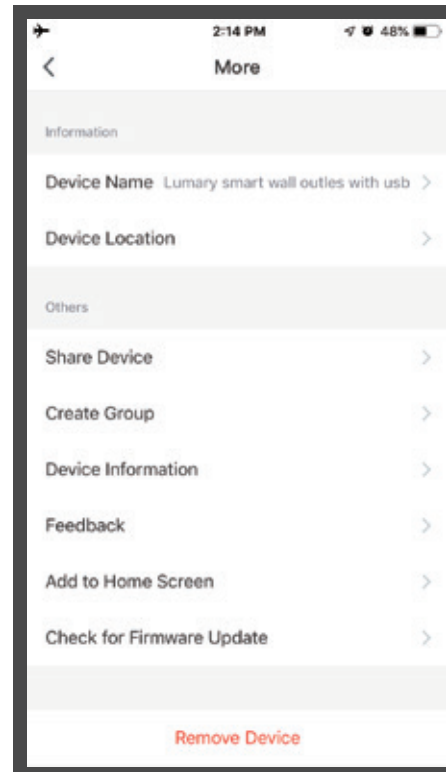 2:14 PM 48%
More
Information
Device Name Lumary smart wall outles with usb
Device Location
Others
Share Device
Create Group
Device Information
Feedback
Add to Home Screen
Check for Firmware Update
Remove Device